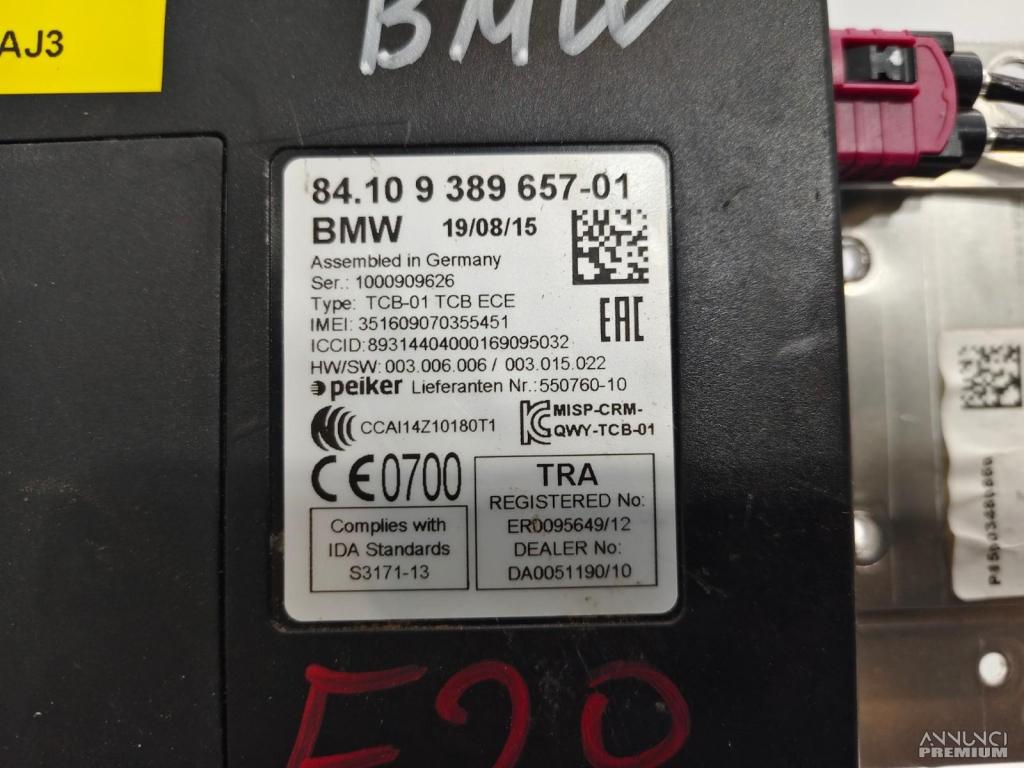 AJ3
BMW
84.10 9 389 657-01
BMW 19/08/15
Assembled in Germany
Ser.: 1000909626
Type: TCB-01 TCB ECE
IMEI: 351609070355451
ICCID:89314404000169095032
HW/SW: 003.006.006 / 003.015.022
peiker Lieferanten Nr.:550760-10
EAC
CCAI14Z10180T1
MISP-CRM-
QWY-TCB-01
CE0700
Complies with
IDA Standards
S3171-13
TRA
REGISTERED No:
ER0095649/12
DEALER No:
DA0051190/10
F20
ANNUNCI
PREMIUM